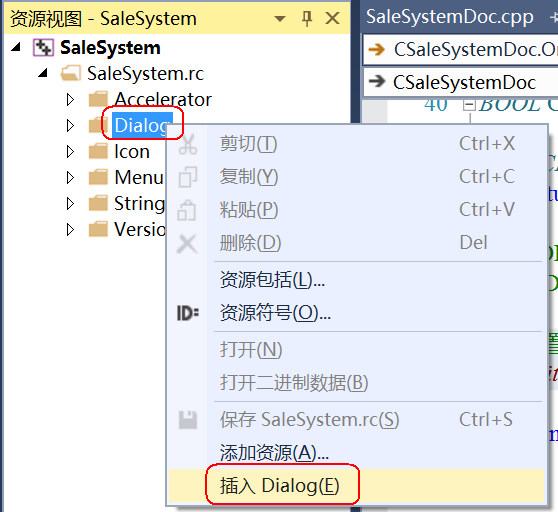 资源视图 - SaleSystem
SaleSystem
SaleSystem.rc
Accelerator
Dialog
Icon
Menu
String
Versio
SaleSystemDoc.cpp
CSaleSystemDoc.On
CSaleSystemDoc
40 BOOL C
剪切(T) Ctrl+X
复制(Y) Ctrl+C
粘贴(P) Ctrl+V
删除(D) Del
资源包括(L)...
ID= 资源符号(O)...
打开(N)
打开二进制数据(B)
保存 SaleSystem.rc(S) Ctrl+S
添加资源(A)...
插入 Dialog(E)